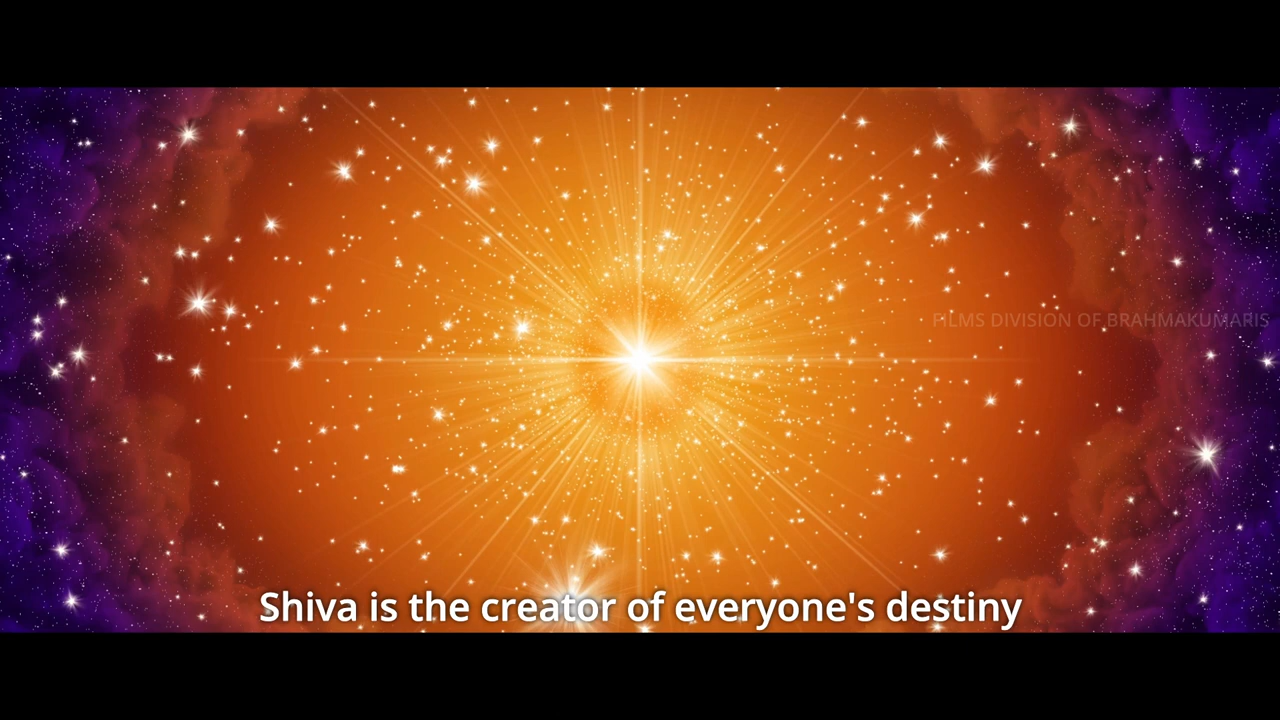 FILMS DIVISION OF BRAHMAKUMARIS
Shiva is the creator of everyone's destiny